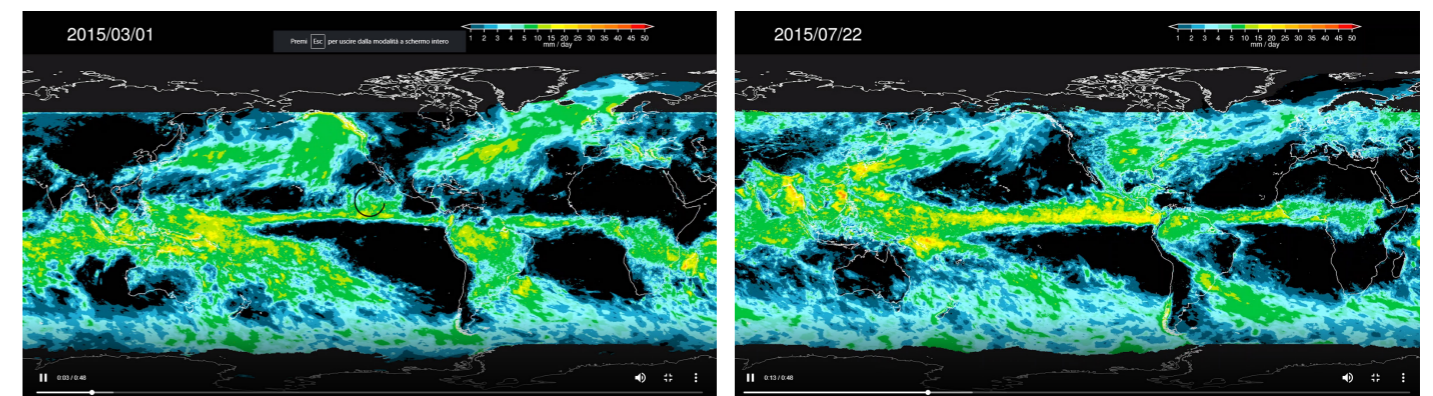 2015/03/01
Premi Esc per uscire dalla modalità a schermo intero
1 2 3 4 5 10 15 20 25 30 35 40 45 50
mm / day
0:03 / 0:48
2015/07/22
1 2 3 4 5 10 15 20 25 30 35 40 45 50
mm / day
0:13 / 0:48